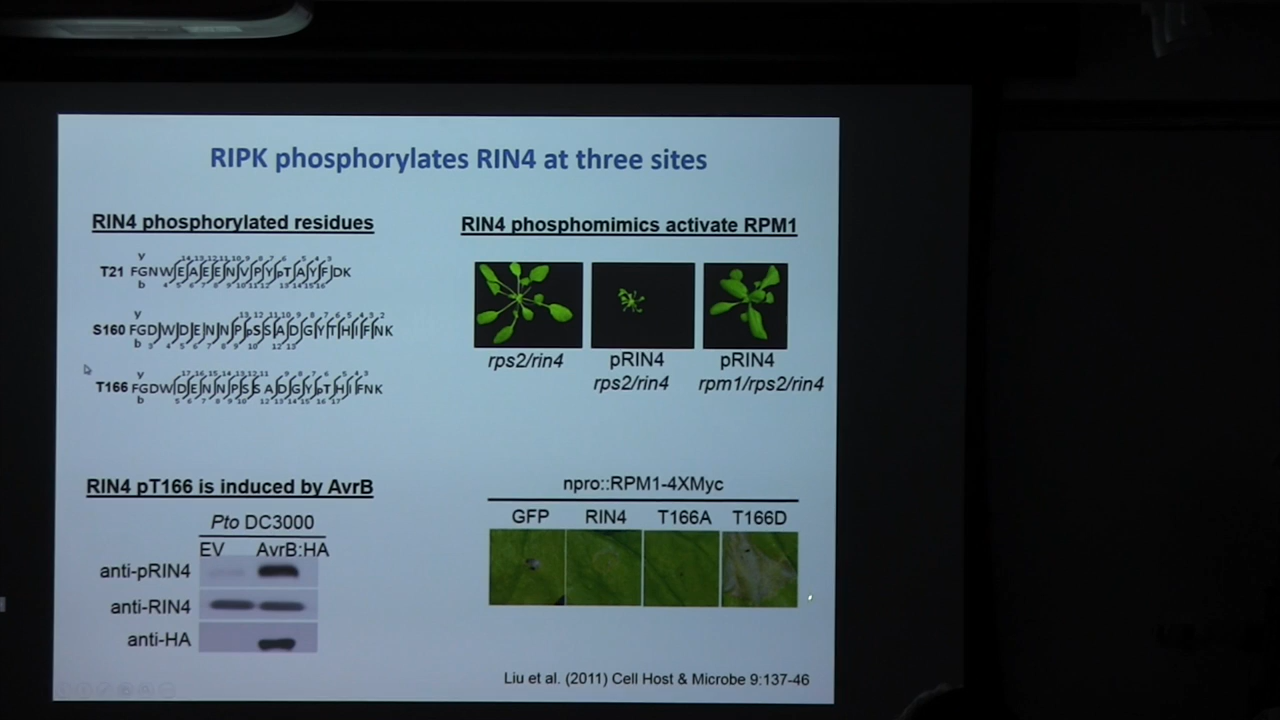 RIPK phosphorylates RIN4 at three sites
RIN4 phosphorylated residues
T21 FGNWEAEENVPYpTAYFDK
S160 FGDWDENNPpSSADGYTHIFNK
T166 FGDWDENNPSSADGYpTHIFNK
RIN4 phosphomimics activate RPM1
rps2/rin4
pRIN4
rps2/rin4
pRIN4
rpm1/rps2/rin4
RIN4 pT166 is induced by AvrB
Pto DC3000
EV AvrB:HA
anti-pRIN4
anti-RIN4
anti-HA
npro::RPM1-4XMyc
GFP RIN4 T166A T166D
Liu et al. (2011) Cell Host & Microbe 9:137-46